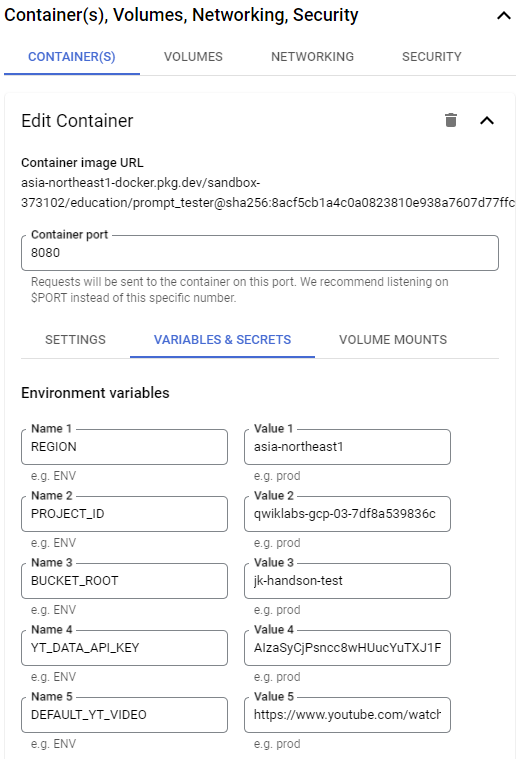 Container(s), Volumes, Networking, Security
CONTAINER(S) VOLUMES NETWORKING SECURITY
Edit Container
Container image URL
asia-northeast1-docker.pkg.dev/sandbox-
373102/education/prompt_tester@sha256:8acf5cb1a4c0a0823810e938a7607d77ffc
Container port
8080
Requests will be sent to the container on this port. We recommend listening on
$PORT instead of this specific number.
SETTINGS VARIABLES & SECRETS VOLUME MOUNTS
Environment variables
Name 1 Value 1
REGION asia-northeast1
e.g. ENV e.g. prod
Name 2 Value 2
PROJECT_ID qwiklabs-gcp-03-7df8a539836c
e.g. ENV e.g. prod
Name 3 Value 3
BUCKET_ROOT jk-handson-test
e.g. ENV e.g. prod
Name 4 Value 4
YT_DATA_API_KEY AIzaSyCjPsncc8wHUucYuTXJ1F
e.g. ENV e.g. prod
Name 5 Value 5
DEFAULT_YT_VIDEO https://www.youtube.com/watch
e.g. ENV e.g. prod